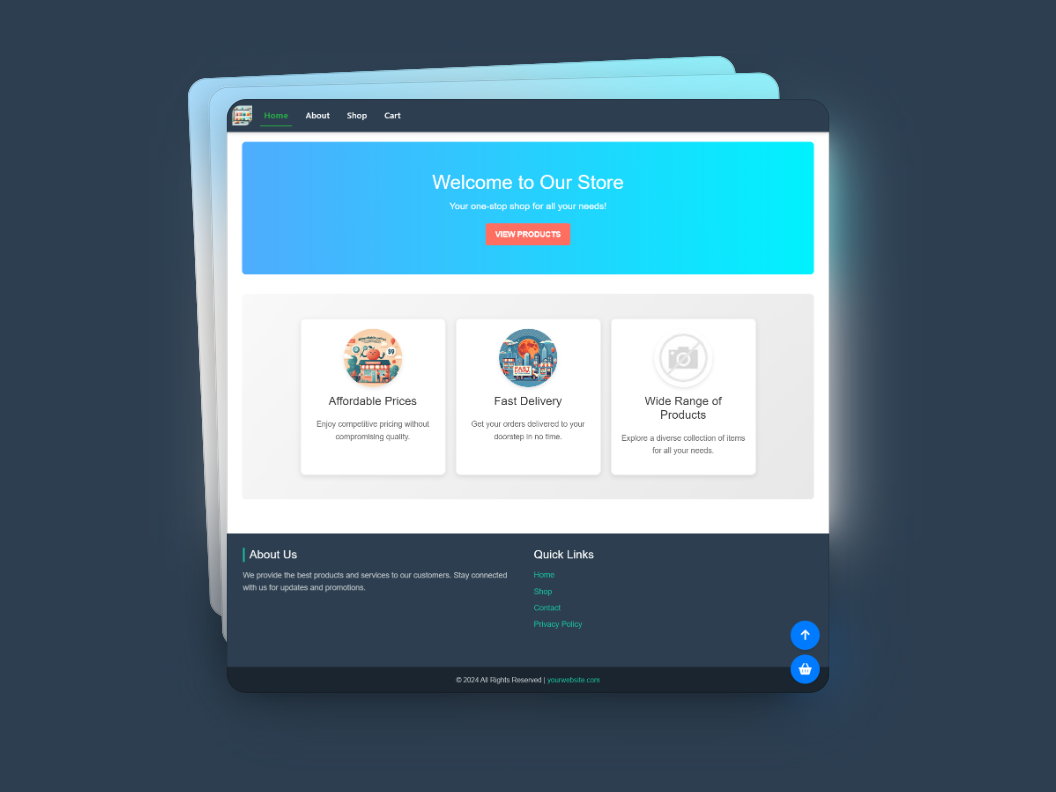 Home About Shop Cart
Welcome to Our Store
Your one-stop shop for all your needs!
VIEW PRODUCTS
Affordable Prices
Enjoy competitive pricing without
compromising quality.
FAST
Fast Delivery
Get your orders delivered to your
doorstep in no time.
Wide Range of
Products
Explore a diverse collection of items
for all your needs.
About Us
We provide the best products and services to our customers. Stay connected
with us for updates and promotions.
Quick Links
Home
Shop
Contact
Privacy Policy
© 2024 All Rights Reserved | yourwebsite.com